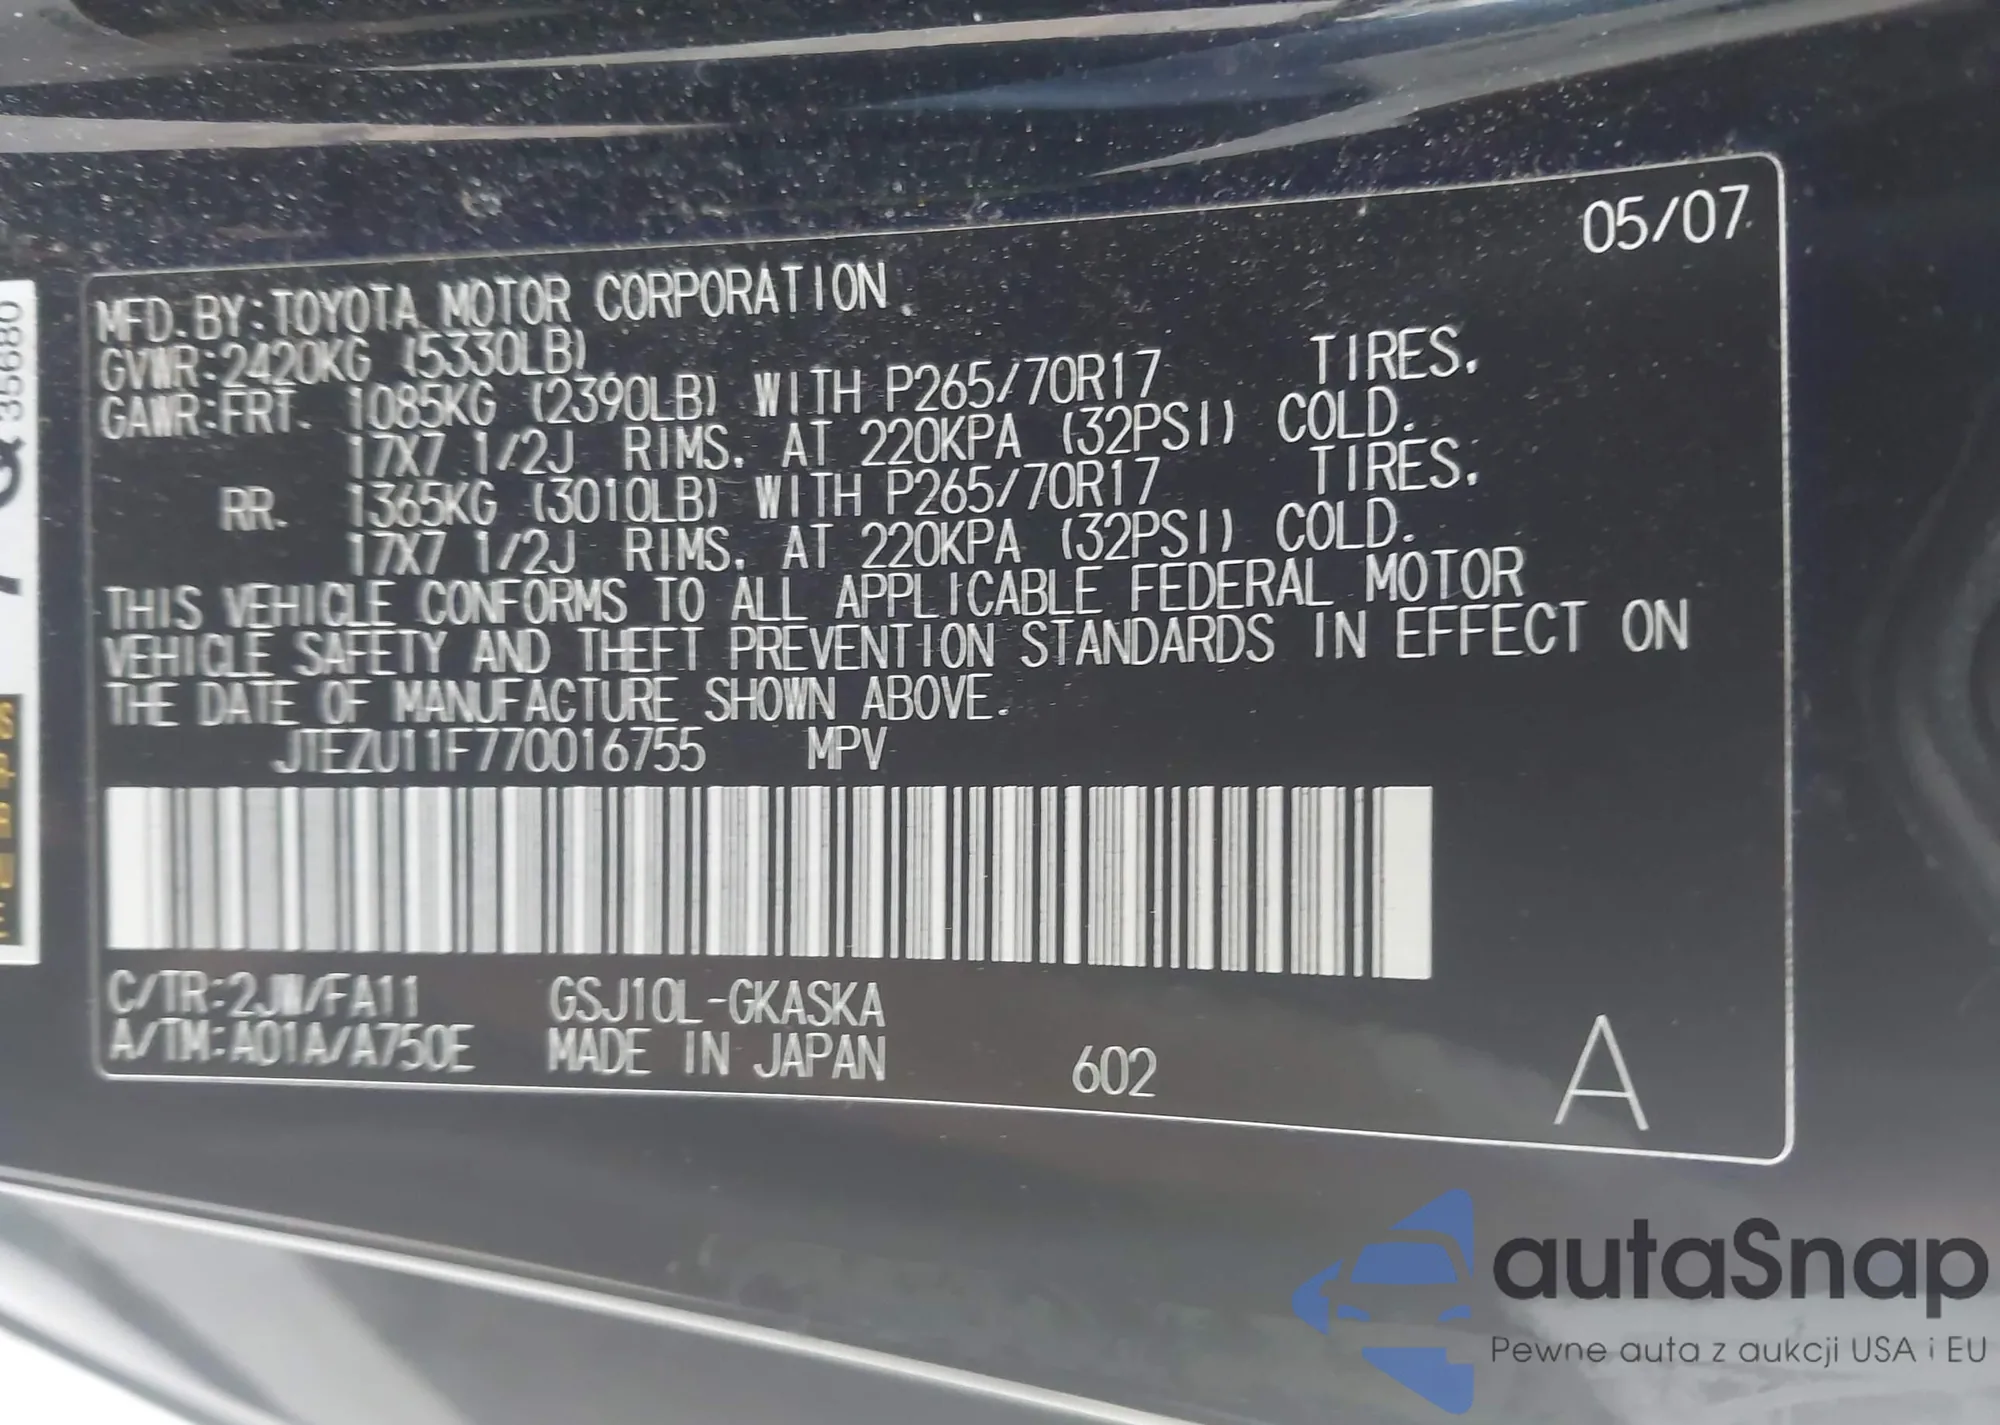 05/07
MFD. BY: TOYOTA MOTOR CORPORATION
GVWR: 2420KG (5330LB)
GAWR: FRT. 1085KG (2390LB) WITH P265/70R17 TIRES.
17X7 1/2J RIMS. AT 220KPA (32PSI) COLD.
RR. 1365KG (3010LB) WITH P265/70R17 TIRES.
17X7 1/2J RIMS. AT 220KPA (32PSI) COLD.
THIS VEHICLE CONFORMS TO ALL APPLICABLE FEDERAL MOTOR
VEHICLE SAFETY AND THEFT PREVENTION STANDARDS IN EFFECT ON
THE DATE OF MANUFACTURE SHOWN ABOVE.
JTEZU11F770016755 MPV
C/TR: 2JW/FA11 GSJ10L-GKASKA
A/TM: A01A/A750E MADE IN JAPAN 602 A
35680
autaSnap
Pewne auta z aukcji USA i EU